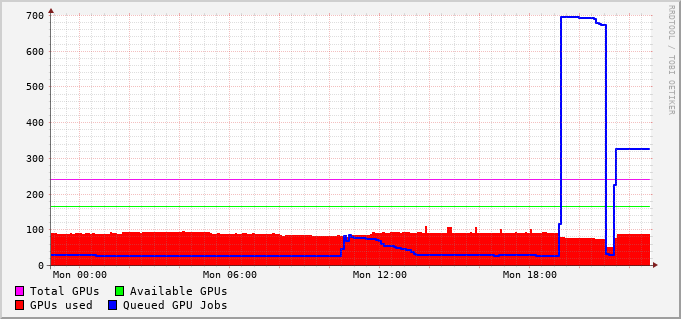 700
600
500
400
300
200
100
0
Mon 00:00 Mon 06:00 Mon 12:00 Mon 18:00
Total GPUs Available GPUs
GPUs used Queued GPU Jobs
RRDTOOL / TOBI OETIKER